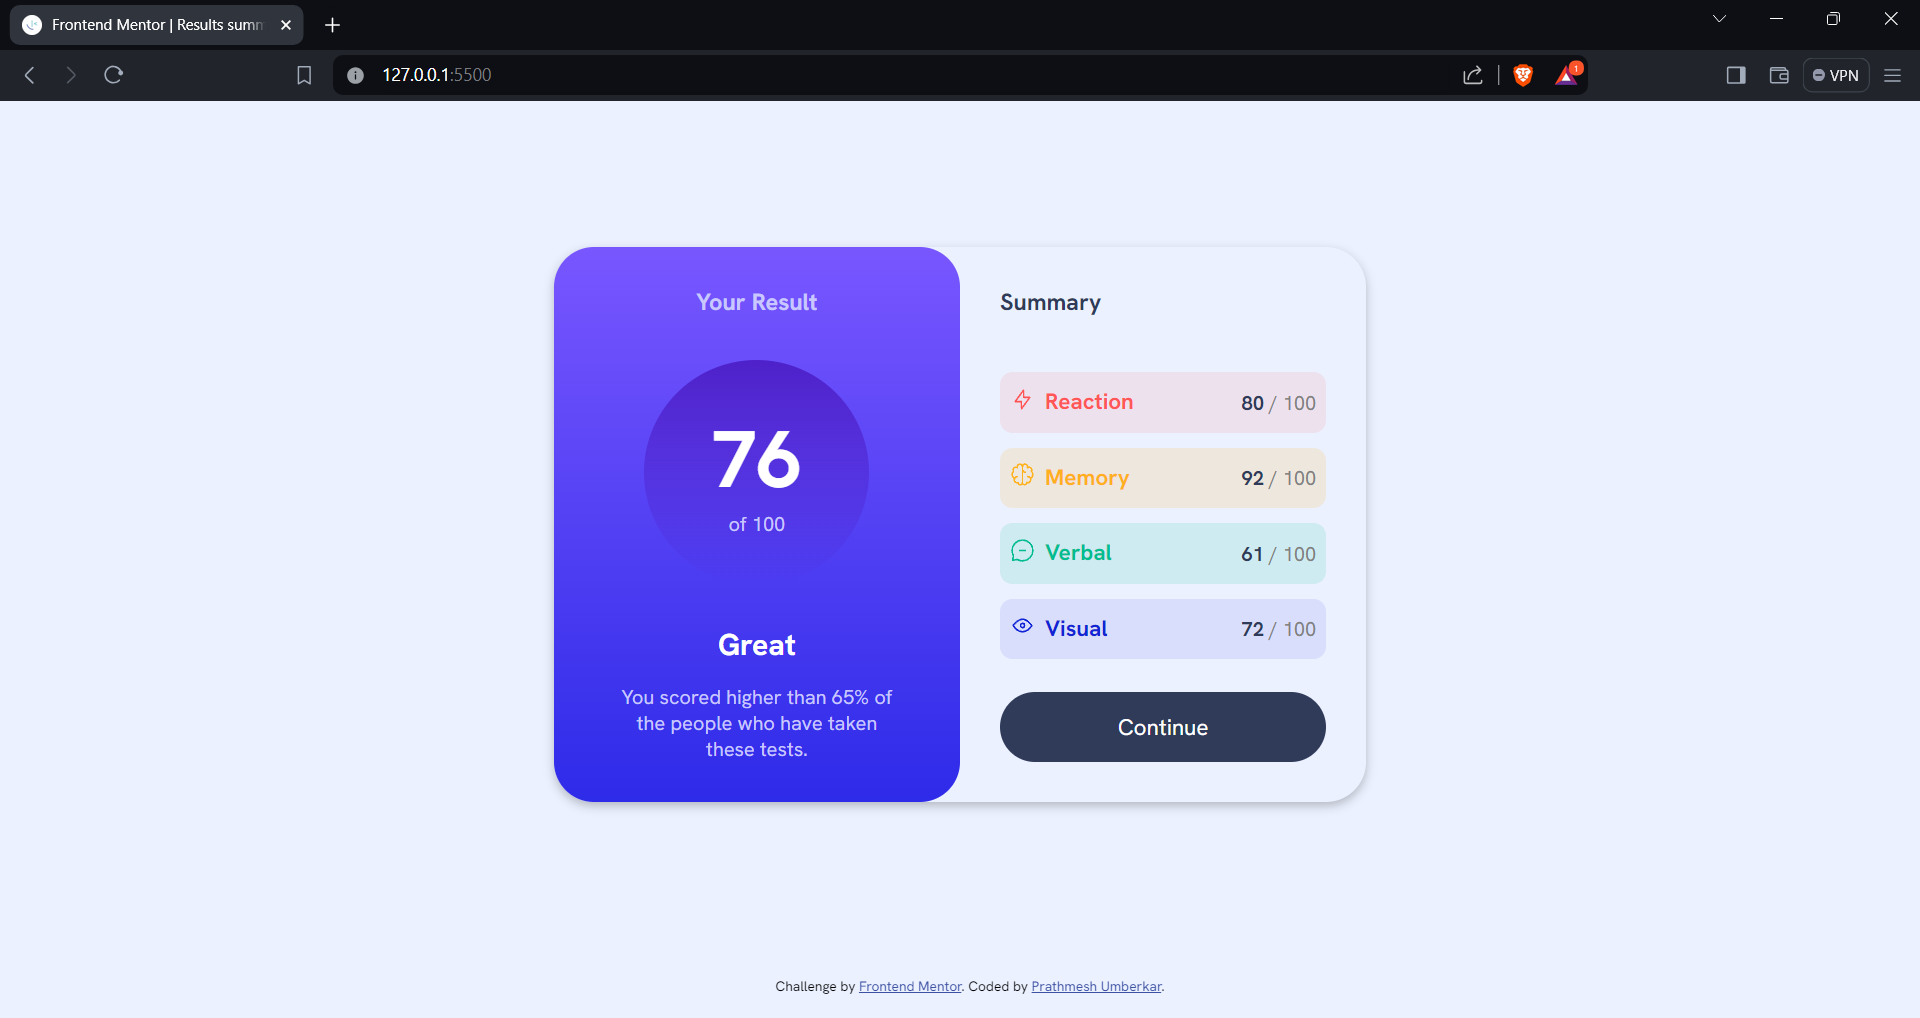 Frontend Mentor | Results summ
127.0.0.1:5500
1
VPN
Your Result
76
of 100
Great
You scored higher than 65% of
the people who have taken
these tests.
Summary
Reaction 80 / 100
Memory 92 / 100
Verbal 61 / 100
Visual 72 / 100
Continue
Challenge by Frontend Mentor. Coded by Prathmesh Umberkar.